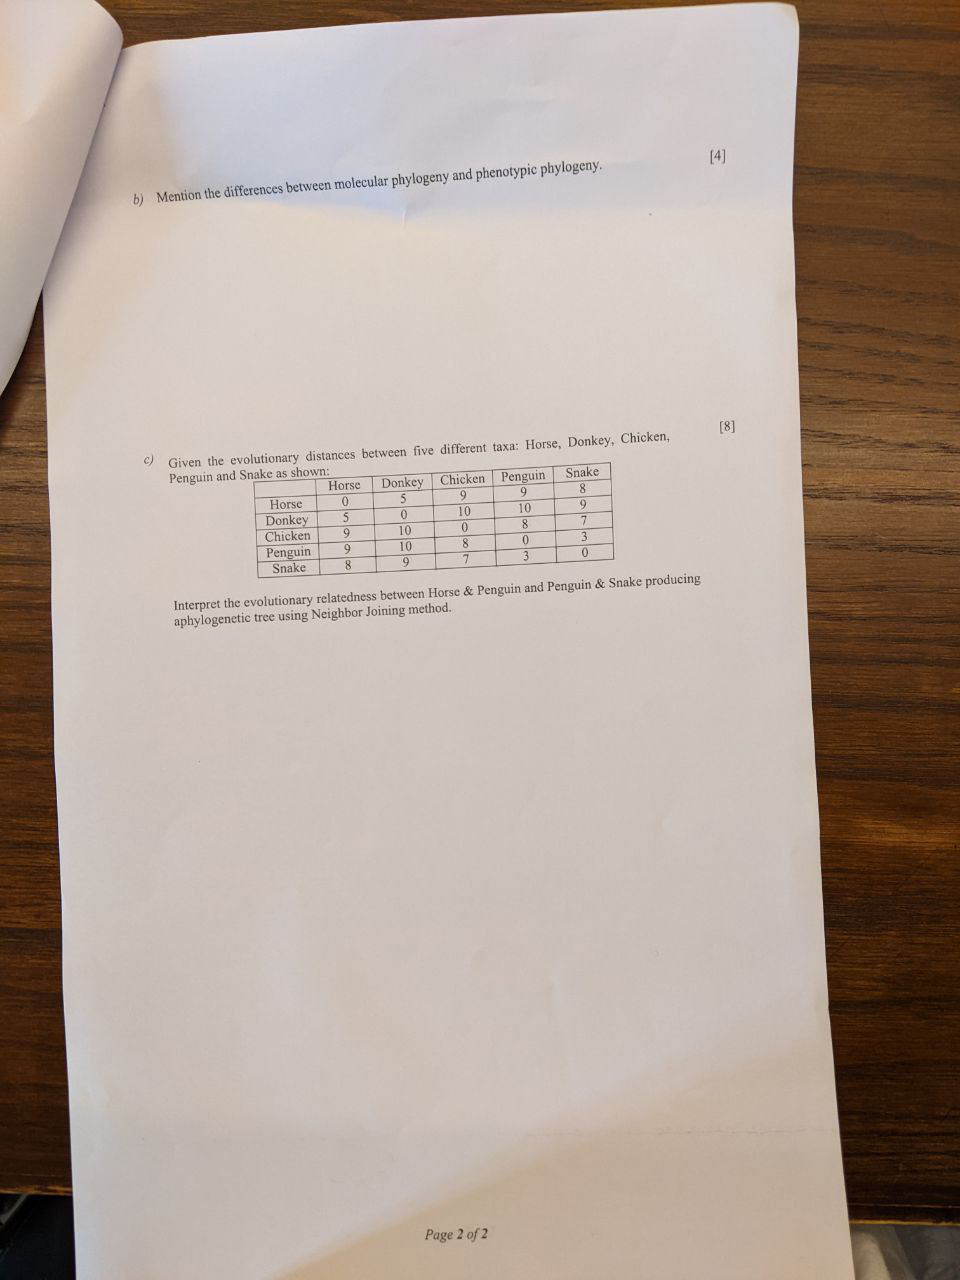 [4]
b) Mention the differences between molecular phylogeny and phenotypic phylogeny.
[8]
c) Given the evolutionary distances between five different taxa: Horse, Donkey, Chicken,
Penguin and Snake as shown:
Horse Donkey Chicken Penguin Snake
Horse 0 5 9 9 8
Donkey 5 0 10 10 9
Chicken 9 10 0 8 7
Penguin 9 10 8 0 3
Snake 8 9 7 3 0
Interpret the evolutionary relatedness between Horse & Penguin and Penguin & Snake producing
aphylogenetic tree using Neighbor Joining method.
Page 2 of 2